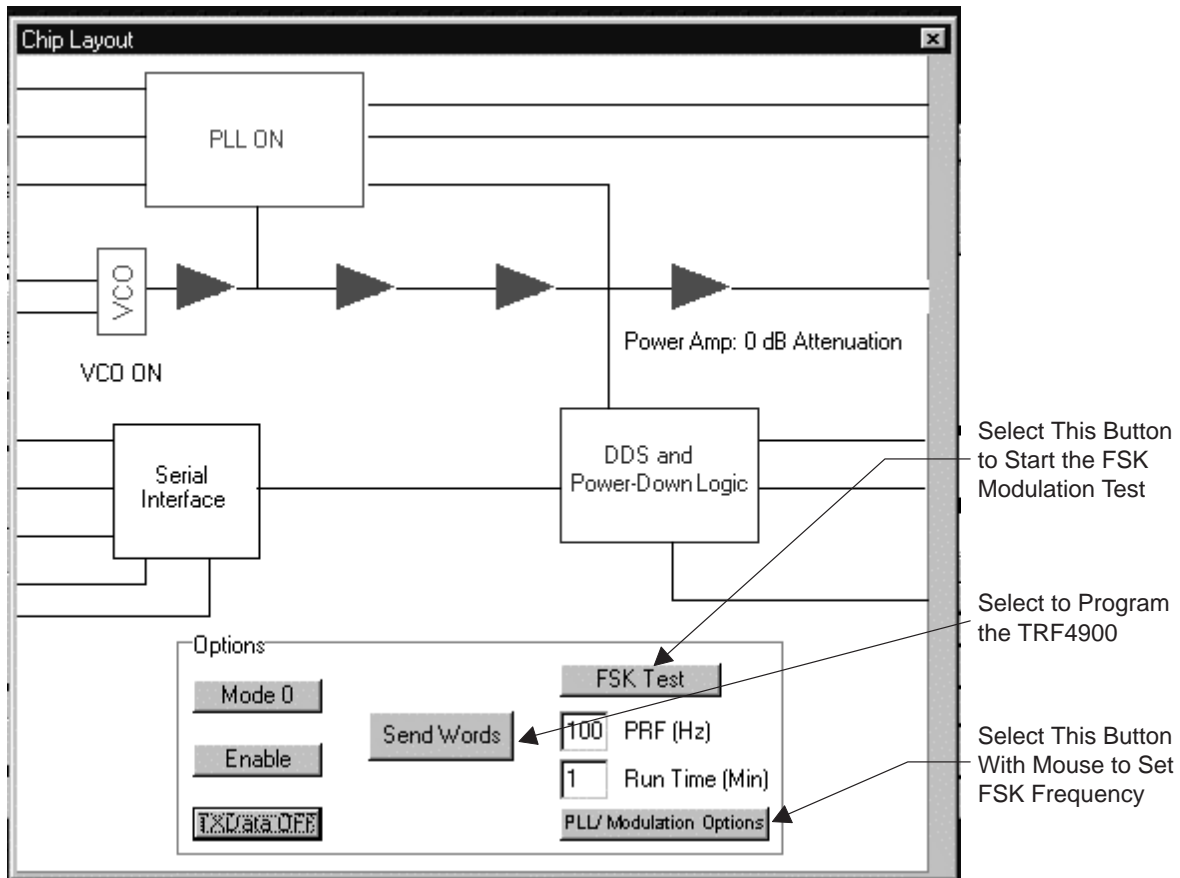 Chip Layout
PLL ON
VCO
VCO ON
Power Amp: 0 dB Attenuation
Serial
Interface
DDS and
Power-Down Logic
Select This Button
to Start the FSK
Modulation Test
Select to Program
the TRF4900
Select This Button
With Mouse to Set
FSK Frequency
Options
Mode 0
Enable
TXData OFF
Send Words
FSK Test
100 PRF (Hz)
1 Run Time (Min)
PLL/ Modulation Options